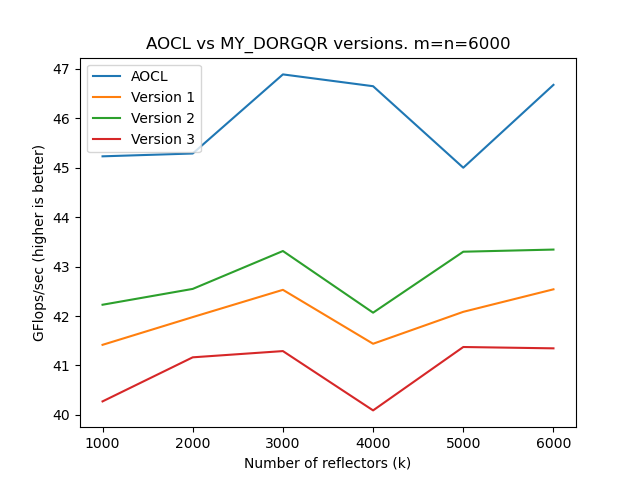 AOCL vs MY_DORGQR versions. m=n=6000
AOCL
Version 1
Version 2
Version 3
GFlops/sec (higher is better)
47
46
45
44
43
42
41
40
1000 2000 3000 4000 5000 6000
Number of reflectors (k)